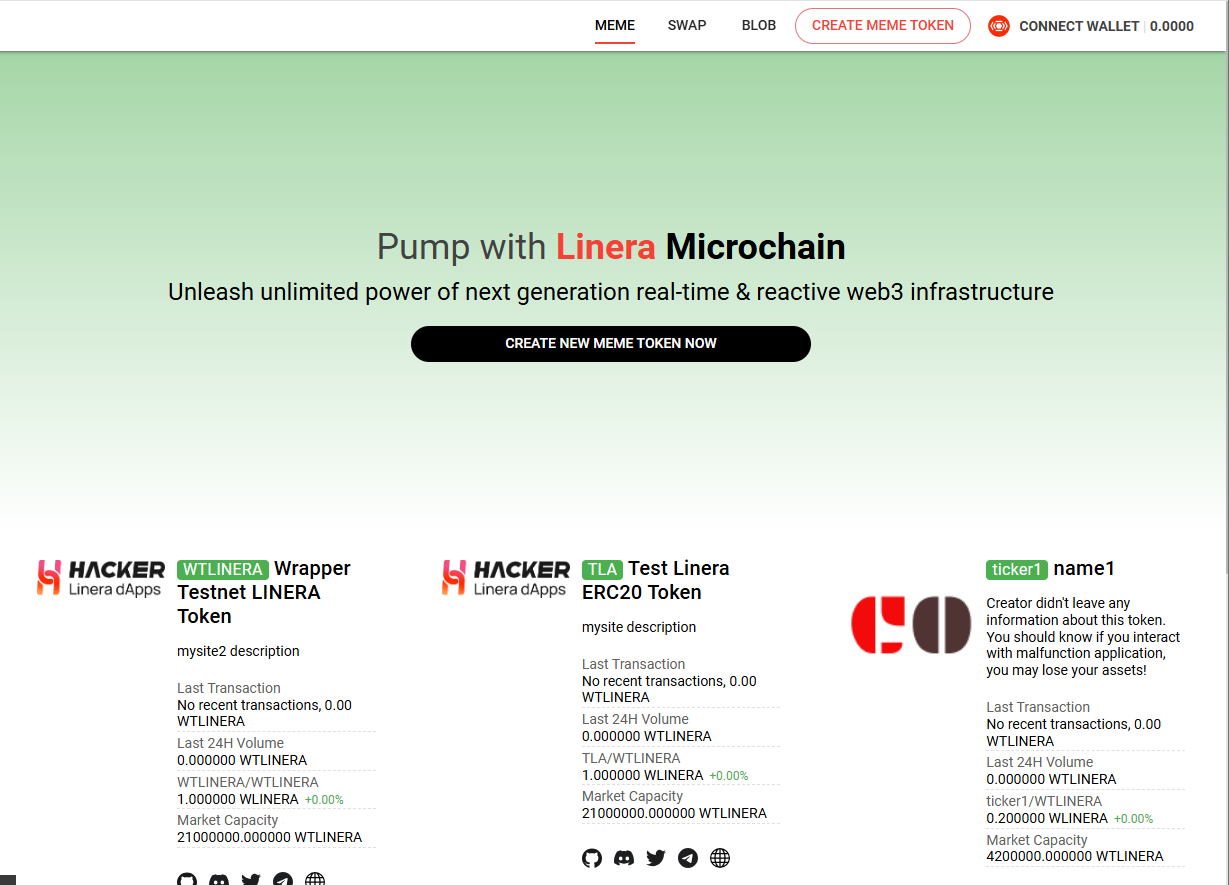 MEME SWAP BLOB CREATE MEME TOKEN CONNECT WALLET | 0.0000
Pump with Linera Microchain
Unleash unlimited power of next generation real-time & reactive web3 infrastructure
CREATE NEW MEME TOKEN NOW
HACKER
Linera dApps
WTLINERA Wrapper
Testnet LINERA
Token
mysite2 description
Last Transaction
No recent transactions, 0.00
WTLINERA
Last 24H Volume
0.000000 WTLINERA
WTLINERA/WTLINERA
1.000000 WLINERA +0.00%
Market Capacity
21000000.000000 WTLINERA
HACKER
Linera dApps
TLA Test Linera
ERC20 Token
mysite description
Last Transaction
No recent transactions, 0.00
WTLINERA
Last 24H Volume
0.000000 WTLINERA
TLA/WTLINERA
1.000000 WLINERA +0.00%
Market Capacity
21000000.000000 WTLINERA
ticker1 name1
Creator didn't leave any
information about this token.
You should know if you interact
with malfunction application,
you may lose your assets!
Last Transaction
No recent transactions, 0.00
WTLINERA
Last 24H Volume
0.000000 WTLINERA
ticker1/WTLINERA
0.200000 WLINERA +0.00%
Market Capacity
4200000.000000 WTLINERA